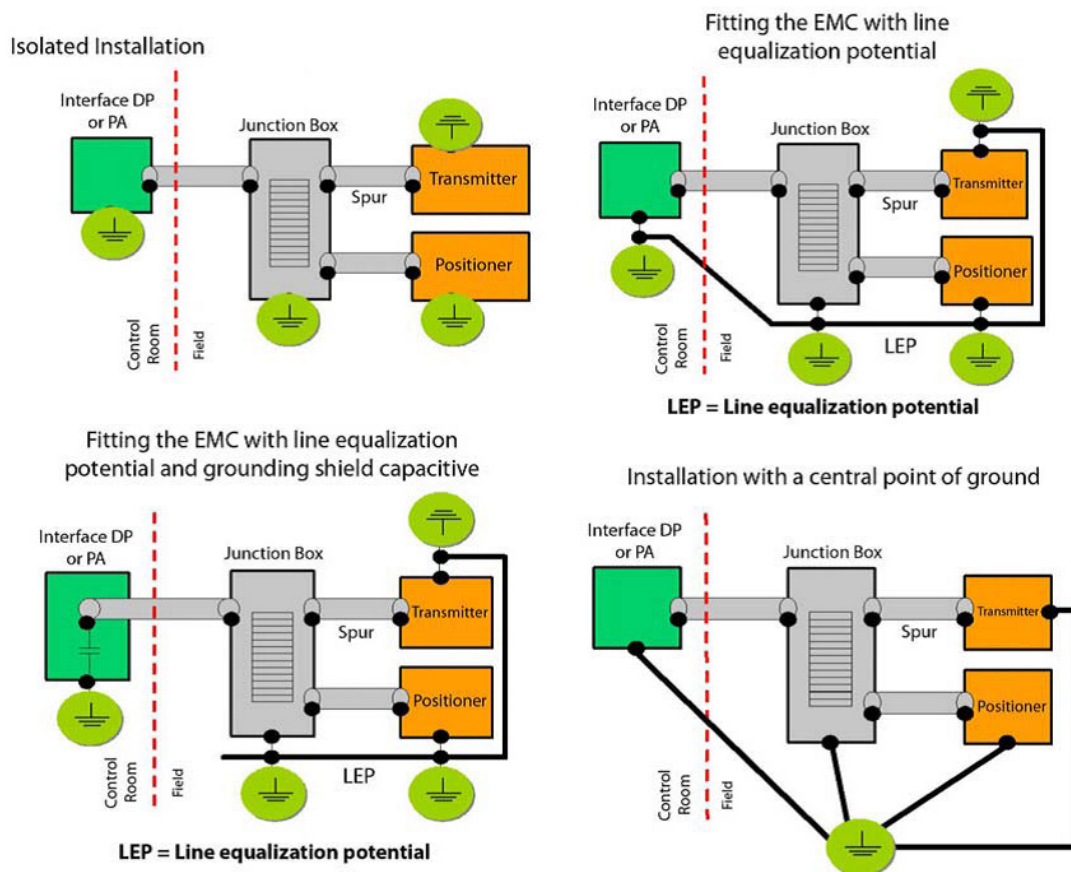 Isolated Installation
Interface DP
or PA
Junction Box
Transmitter
Spur
Positioner
Control
Room
Field
Fitting the EMC with line
equalization potential
Interface DP
or PA
Junction Box
Transmitter
Spur
Positioner
Control
Room
Field
LEP
LEP = Line equalization potential
Fitting the EMC with line equalization
potential and grounding shield capacitive
Interface DP
or PA
Junction Box
Transmitter
Spur
Positioner
Control
Room
Field
LEP
LEP = Line equalization potential
Installation with a central point of ground
Interface DP
or PA
Junction Box
Transmitter
Spur
Positioner
Control
Room
Field